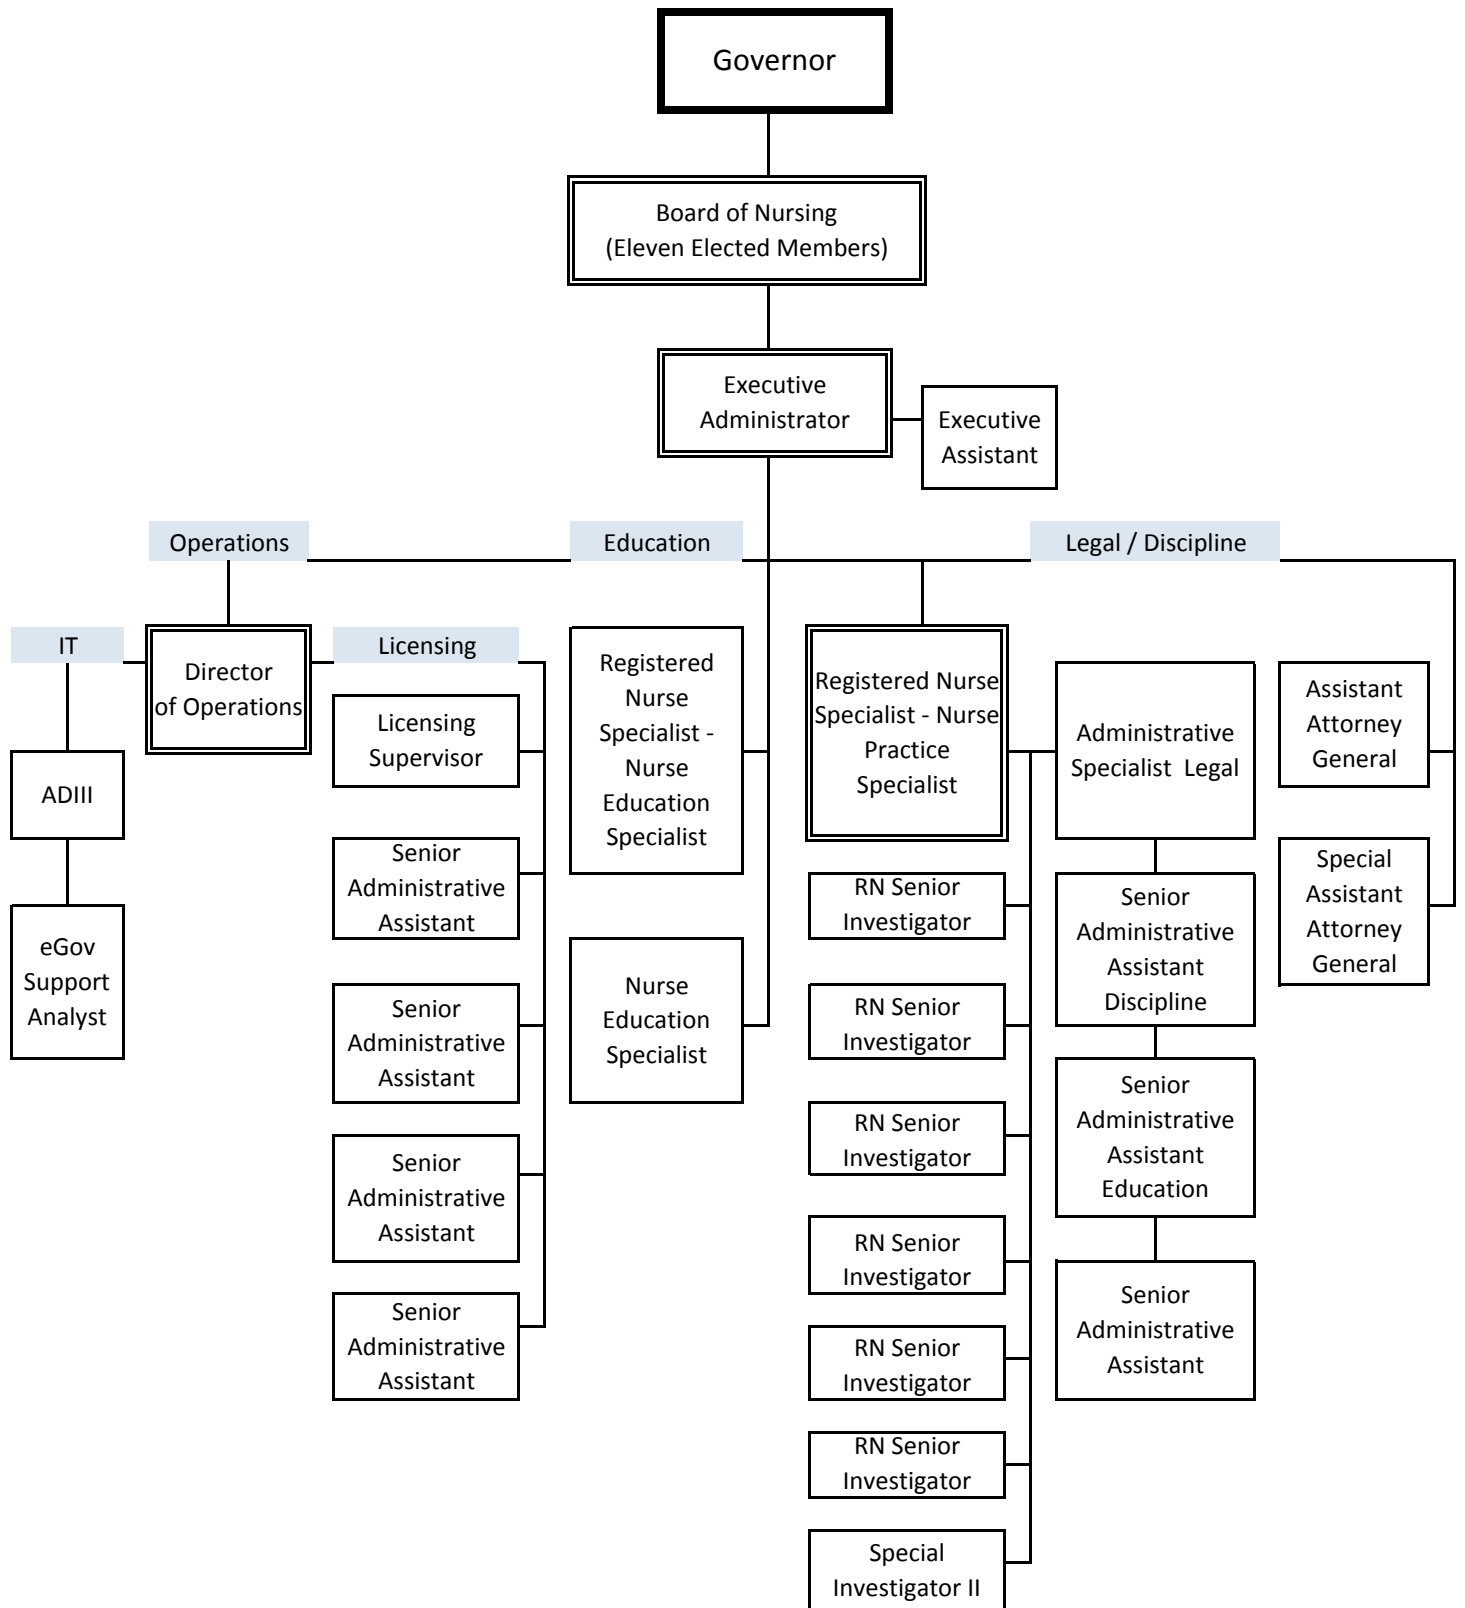 Governor
Board of Nursing
(Eleven Elected Members)
Executive
Administrator
Executive
Assistant
Operations
Education
Legal / Discipline
IT
Director
of Operations
Licensing
Licensing
Supervisor
ADIII
eGov
Support
Analyst
Senior
Administrative
Assistant
Senior
Administrative
Assistant
Senior
Administrative
Assistant
Senior
Administrative
Assistant
Registered
Nurse
Specialist -
Nurse
Education
Specialist
Nurse
Education
Specialist
Registered Nurse
Specialist - Nurse
Practice
Specialist
RN Senior
Investigator
RN Senior
Investigator
RN Senior
Investigator
RN Senior
Investigator
RN Senior
Investigator
RN Senior
Investigator
Special
Investigator II
Administrative
Specialist Legal
Senior
Administrative
Assistant
Discipline
Senior
Administrative
Assistant
Education
Senior
Administrative
Assistant
Assistant
Attorney
General
Special
Assistant
Attorney
General